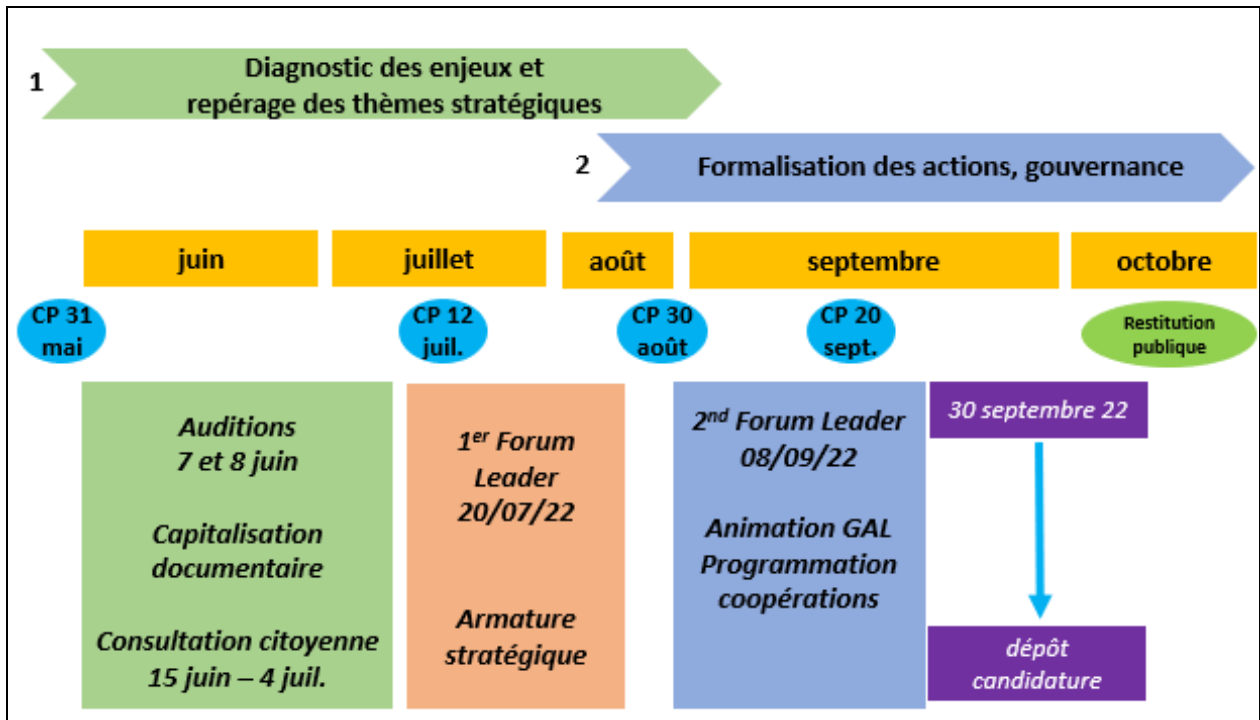 1
Diagnostic des enjeux et
repérage des thèmes stratégiques
2
Formalisation des actions, gouvernance
juin
juillet
août
septembre
octobre
CP 31
mai
CP 12
juil.
CP 30
août
CP 20
sept.
Restitution
publique
Auditions
7 et 8 juin
Capitalisation
documentaire
Consultation citoyenne
15 juin – 4 juil.
1er Forum
Leader
20/07/22
Armature
stratégique
2nd Forum Leader
08/09/22
Animation GAL
Programmation
coopérations
30 septembre 22
dépôt
candidature